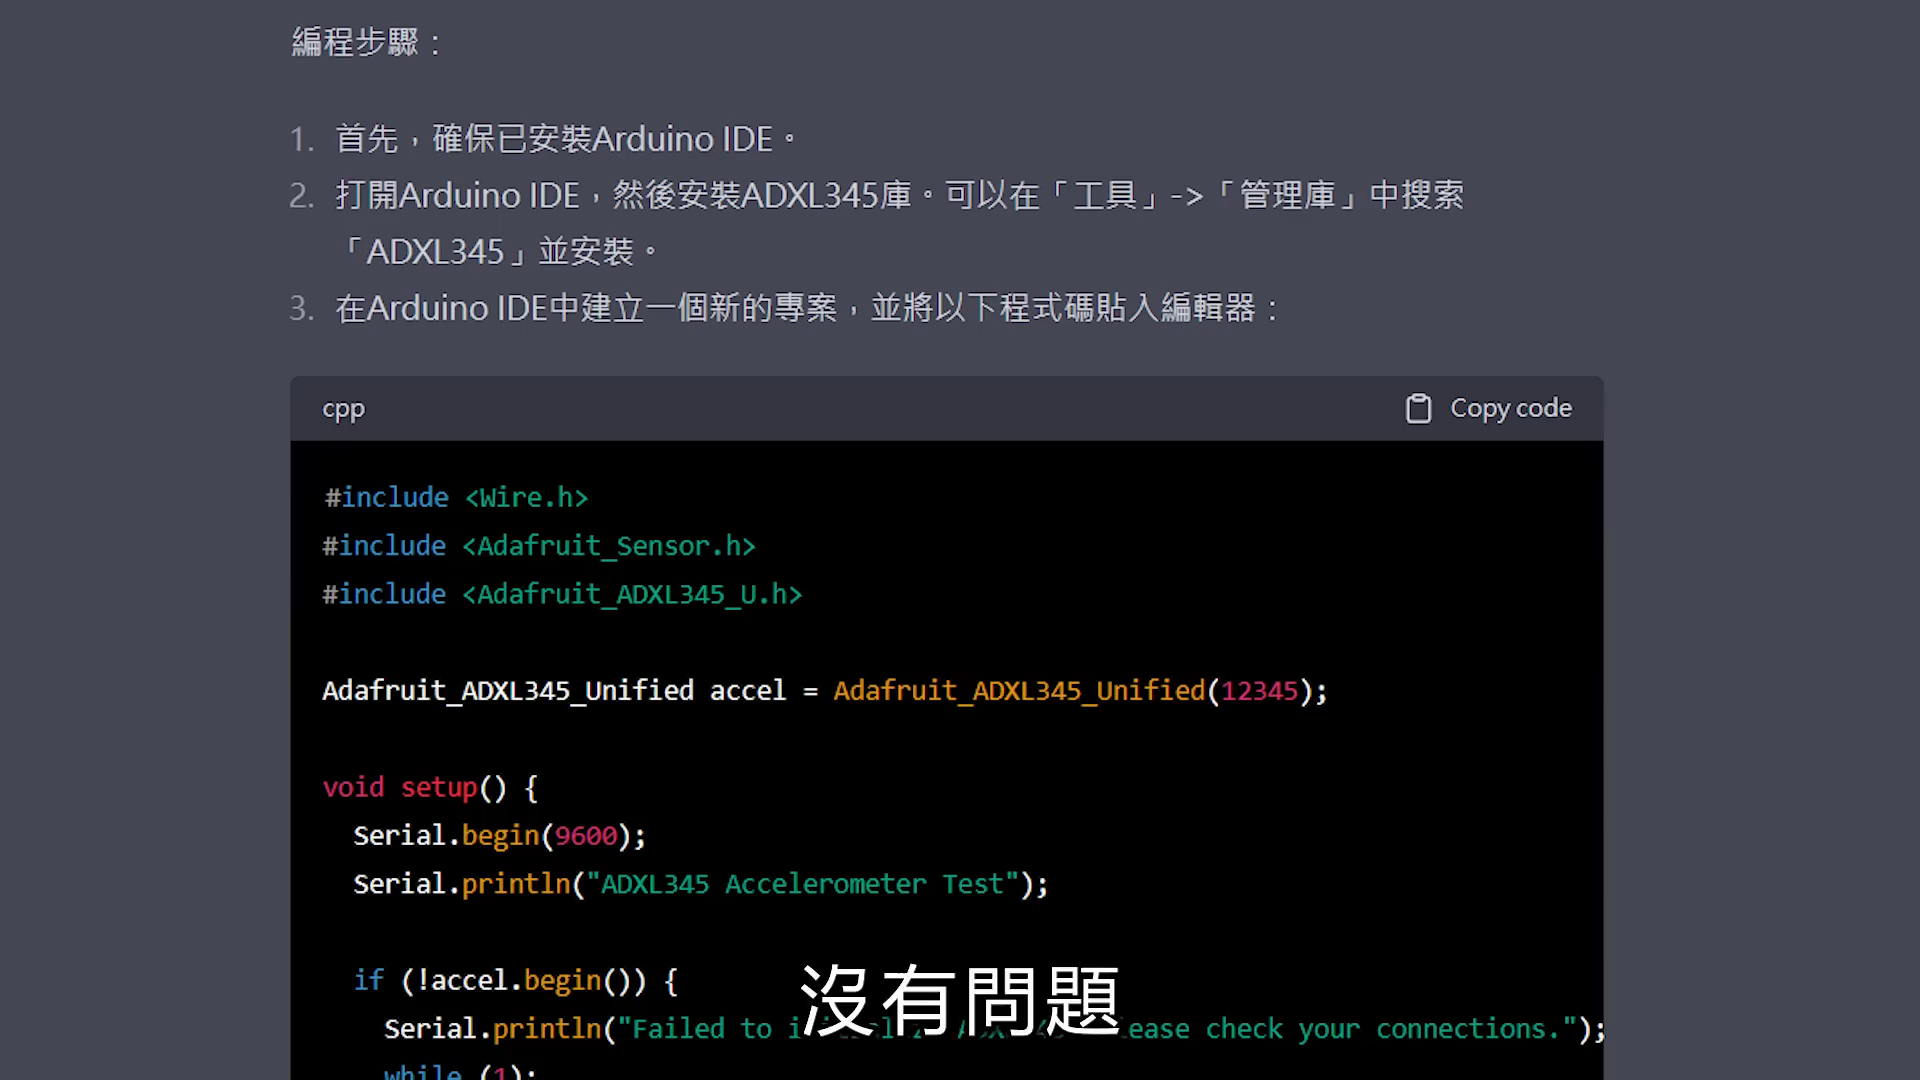 編程步驟：
1. 首先，確保已安裝Arduino IDE。
2. 打開Arduino IDE，然後安裝ADXL345庫。可以在「工具」->「管理庫」中搜索
「ADXL345」並安裝。
3. 在Arduino IDE中建立一個新的專案，並將以下程式碼貼入編輯器：
cpp Copy code
#include <Wire.h>
#include <Adafruit_Sensor.h>
#include <Adafruit_ADXL345_U.h>
Adafruit_ADXL345_Unified accel = Adafruit_ADXL345_Unified(12345);
void setup() {
Serial.begin(9600);
Serial.println("ADXL345 Accelerometer Test");
if (!accel.begin()) {
Serial.println("Failed to check your connections.");
while (1);
沒有問題